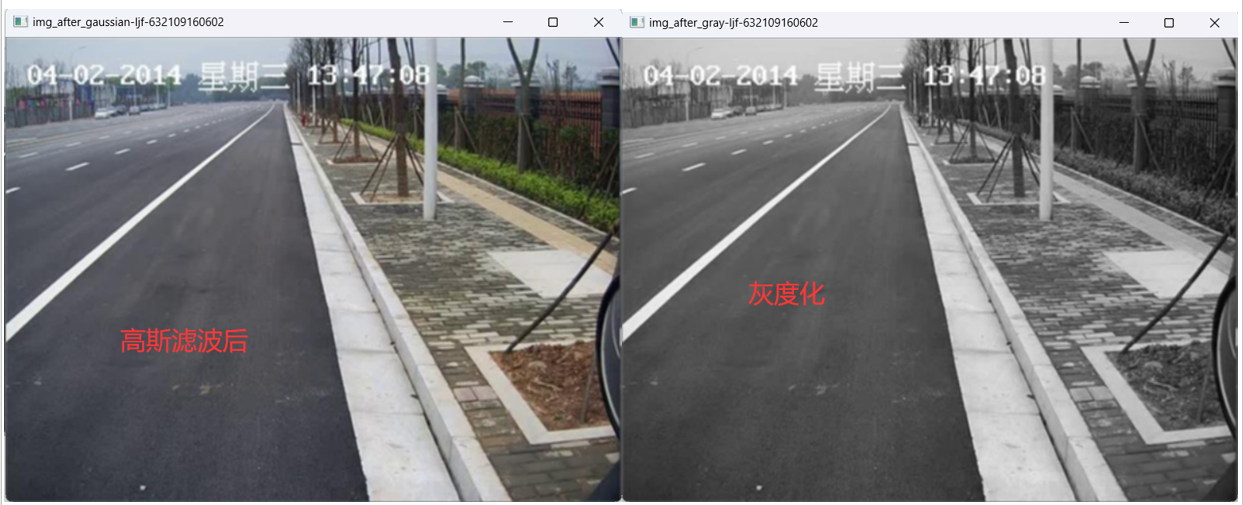 img_after_gaussian-ljf-632109160602
img_after_gray-ljf-632109160602
04-02-2014 星期三 13:47:08
04-02-2014 星期三 13:47:08
灰度化
高斯滤波后